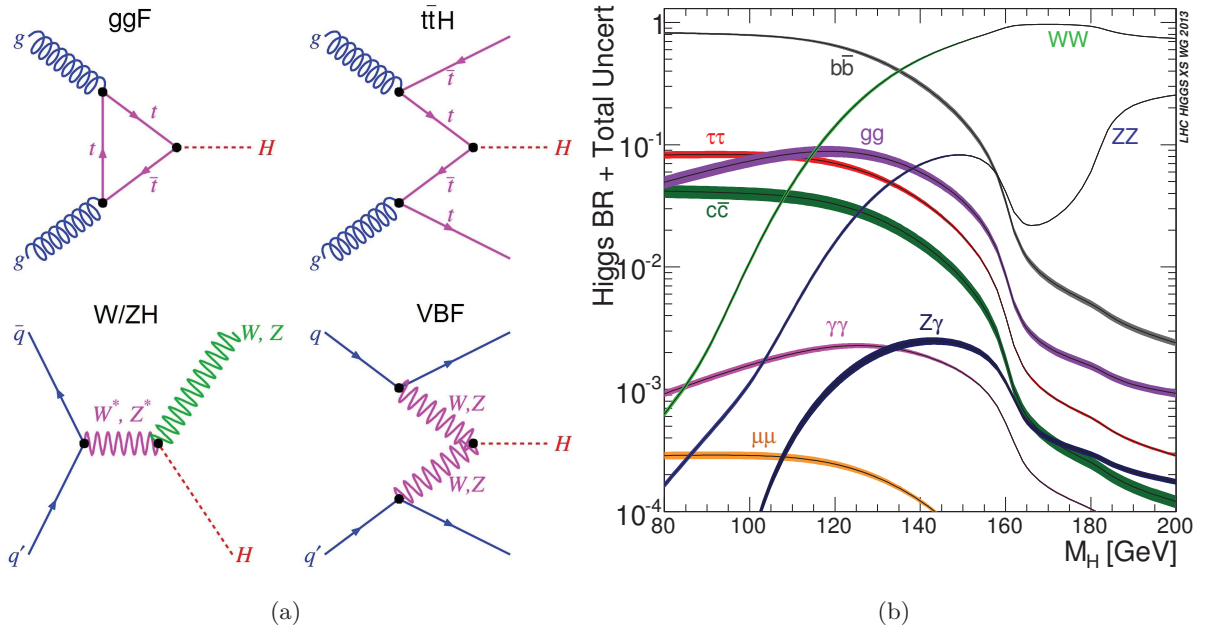 ggF
g
t
t
t̄
H
g
tt̄H
g
t̄
t
H
t̄
g
t
W/ZH
q̄
W, Z
W*, Z*
q′
H
VBF
q
W,Z
H
W,Z
q′
(a)
Higgs BR + Total Uncert
1
10⁻¹
10⁻²
10⁻³
10⁻⁴
bb̄
WW
ττ
gg
ZZ
cc̄
γγ
Zγ
μμ
LHC HIGGS XS WG 2013
80 100 120 140 160 180 200
M_H [GeV]
(b)